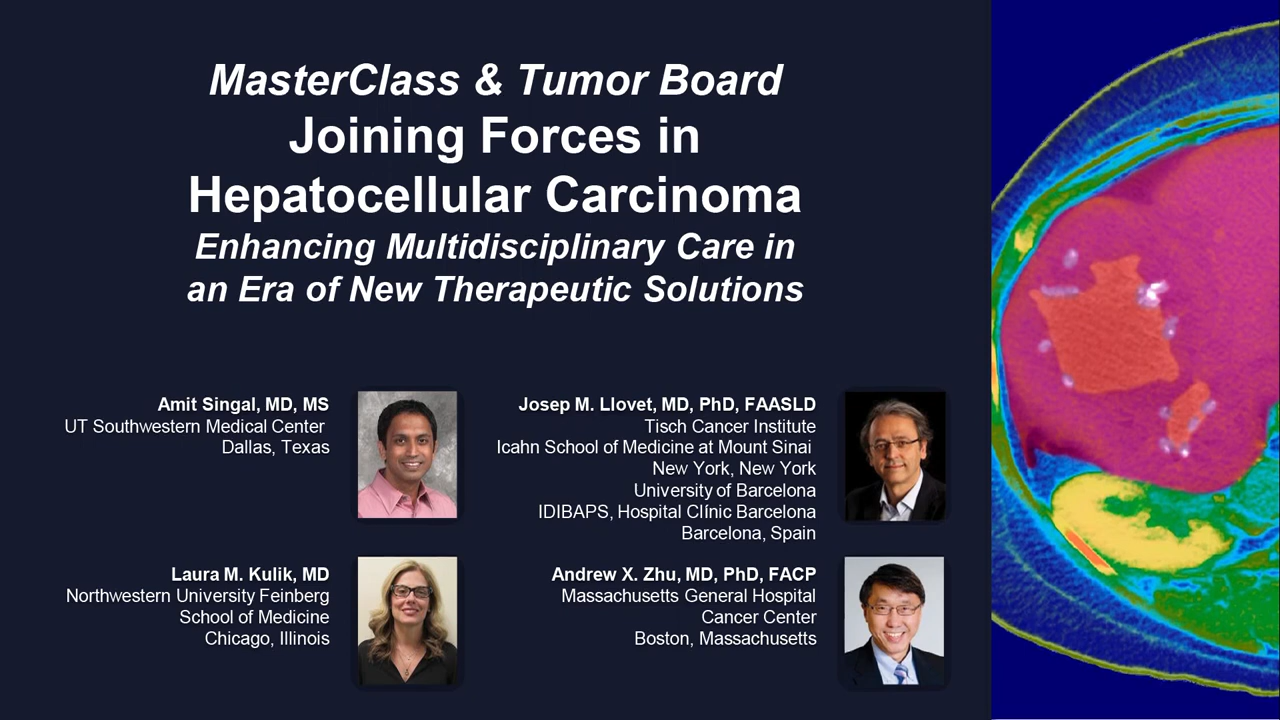 MasterClass & Tumor Board
Joining Forces in
Hepatocellular Carcinoma
Enhancing Multidisciplinary Care in
an Era of New Therapeutic Solutions
Amit Singal, MD, MS
UT Southwestern Medical Center
Dallas, Texas
Josep M. Llovet, MD, PhD, FAASLD
Tisch Cancer Institute
Icahn School of Medicine at Mount Sinai
New York, New York
University of Barcelona
IDIBAPS, Hospital Clínic Barcelona
Barcelona, Spain
Laura M. Kulik, MD
Northwestern University Feinberg
School of Medicine
Chicago, Illinois
Andrew X. Zhu, MD, PhD, FACP
Massachusetts General Hospital
Cancer Center
Boston, Massachusetts